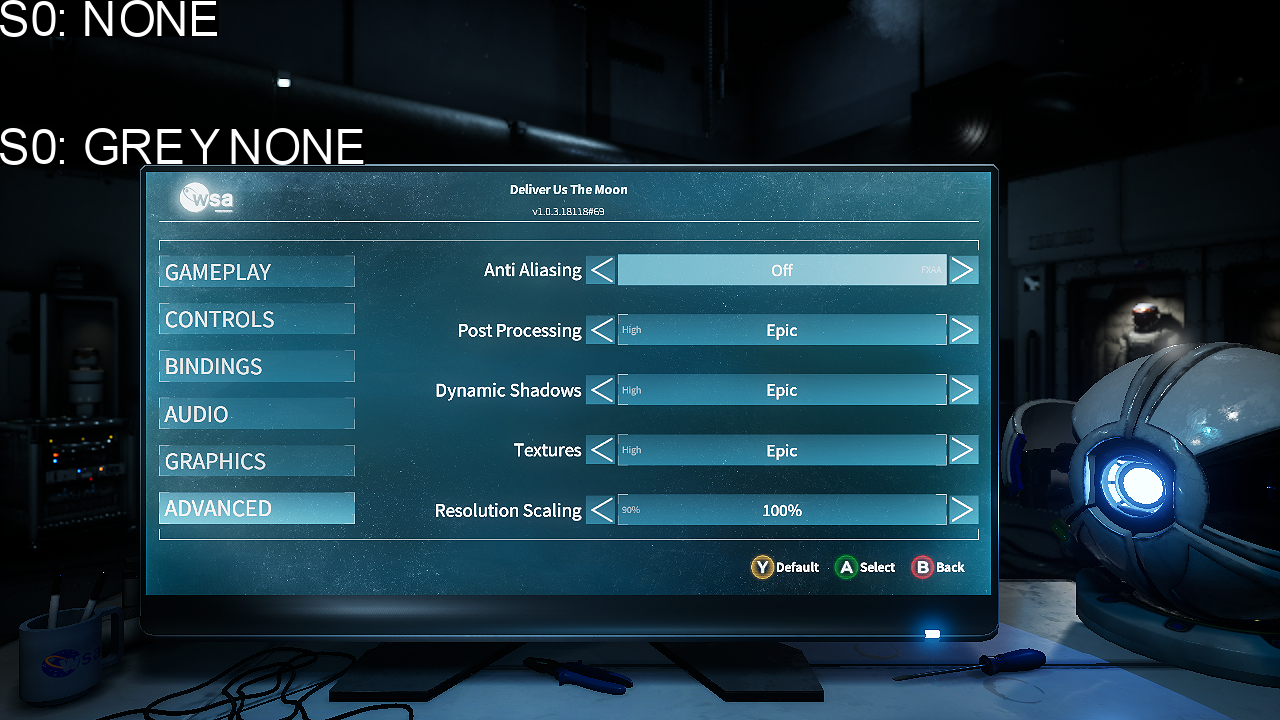 S0: NONE
S0: GREY NONE
wsa
Deliver Us The Moon
v1.0.3.18118#69
GAMEPLAY
CONTROLS
BINDINGS
AUDIO
GRAPHICS
ADVANCED
Anti Aliasing Off FXAA
Post Processing High Epic
Dynamic Shadows High Epic
Textures High Epic
Resolution Scaling 90% 100%
Y Default A Select B Back
wsa